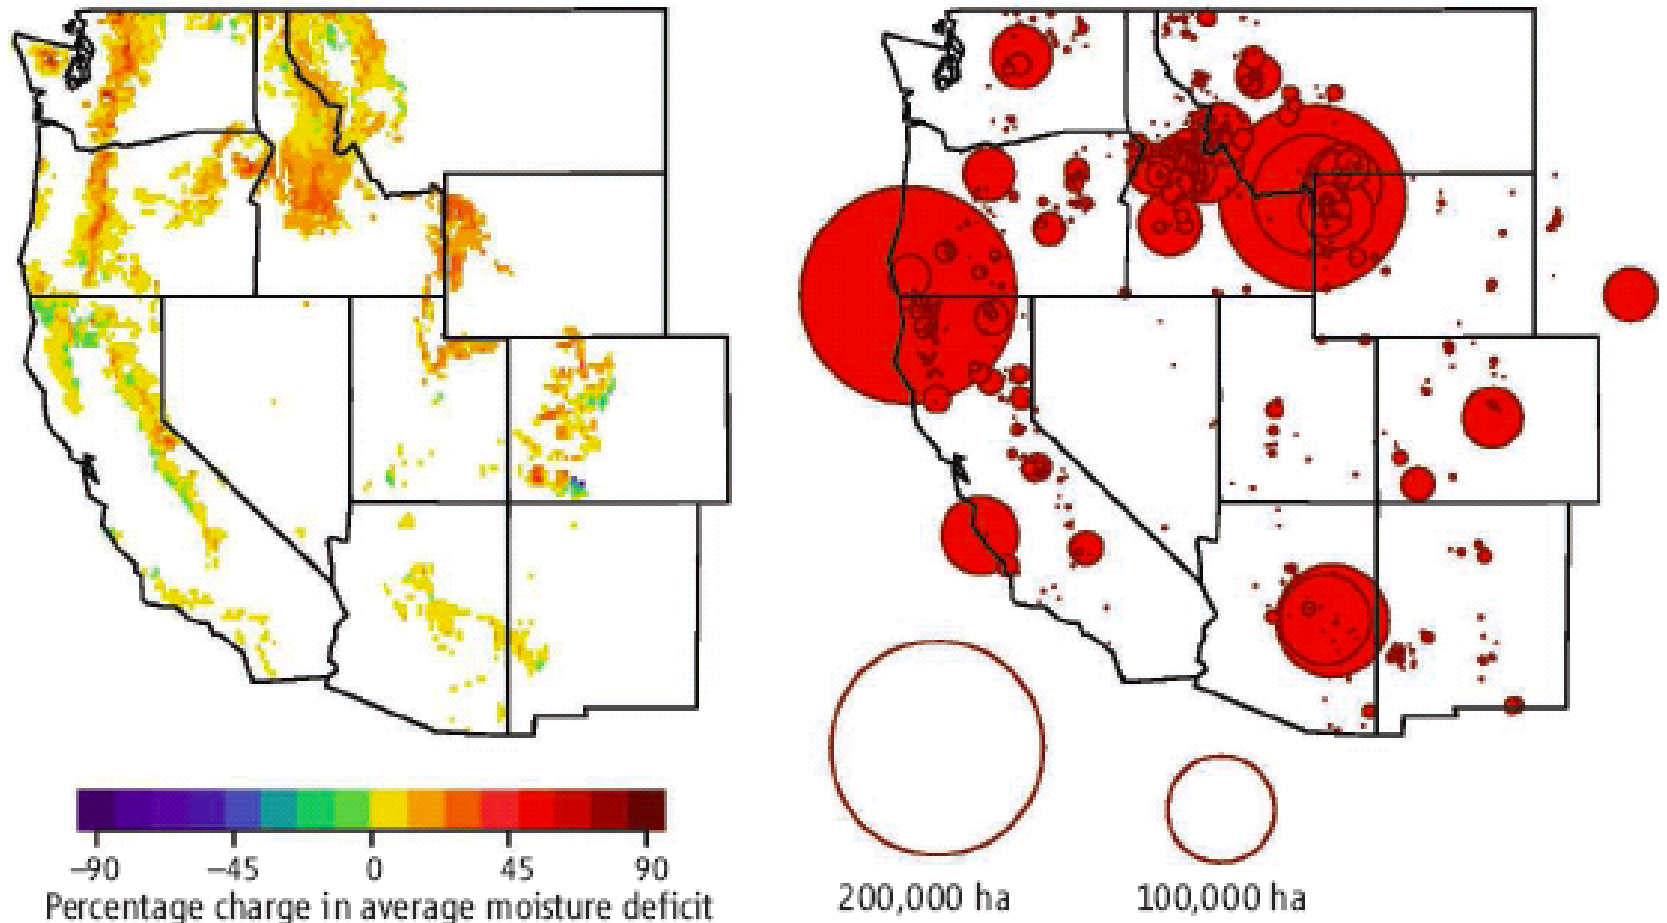 −90 −45 0 45 90
Percentage charge in average moisture deficit
200,000 ha
100,000 ha